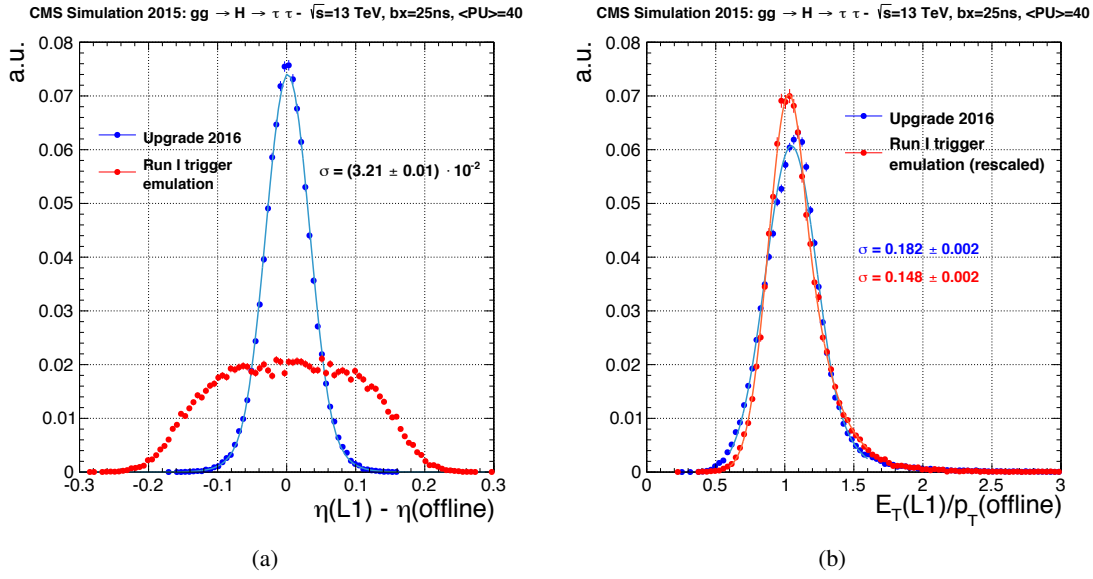 CMS Simulation 2015: gg → H → τ τ - √s=13 TeV, bx=25ns, <PU>=40
a.u.
0.08
0.07
0.06
0.05
0.04
0.03
0.02
0.01
0
Upgrade 2016
Run I trigger
emulation
σ = (3.21 ± 0.01) · 10⁻²
-0.3 -0.2 -0.1 0 0.1 0.2 0.3
η(L1) - η(offline)
(a)
CMS Simulation 2015: gg → H → τ τ - √s=13 TeV, bx=25ns, <PU>=40
a.u.
0.08
0.07
0.06
0.05
0.04
0.03
0.02
0.01
0
Upgrade 2016
Run I trigger
emulation (rescaled)
σ = 0.182 ± 0.002
σ = 0.148 ± 0.002
0 0.5 1 1.5 2 2.5 3
E_T(L1)/p_T(offline)
(b)